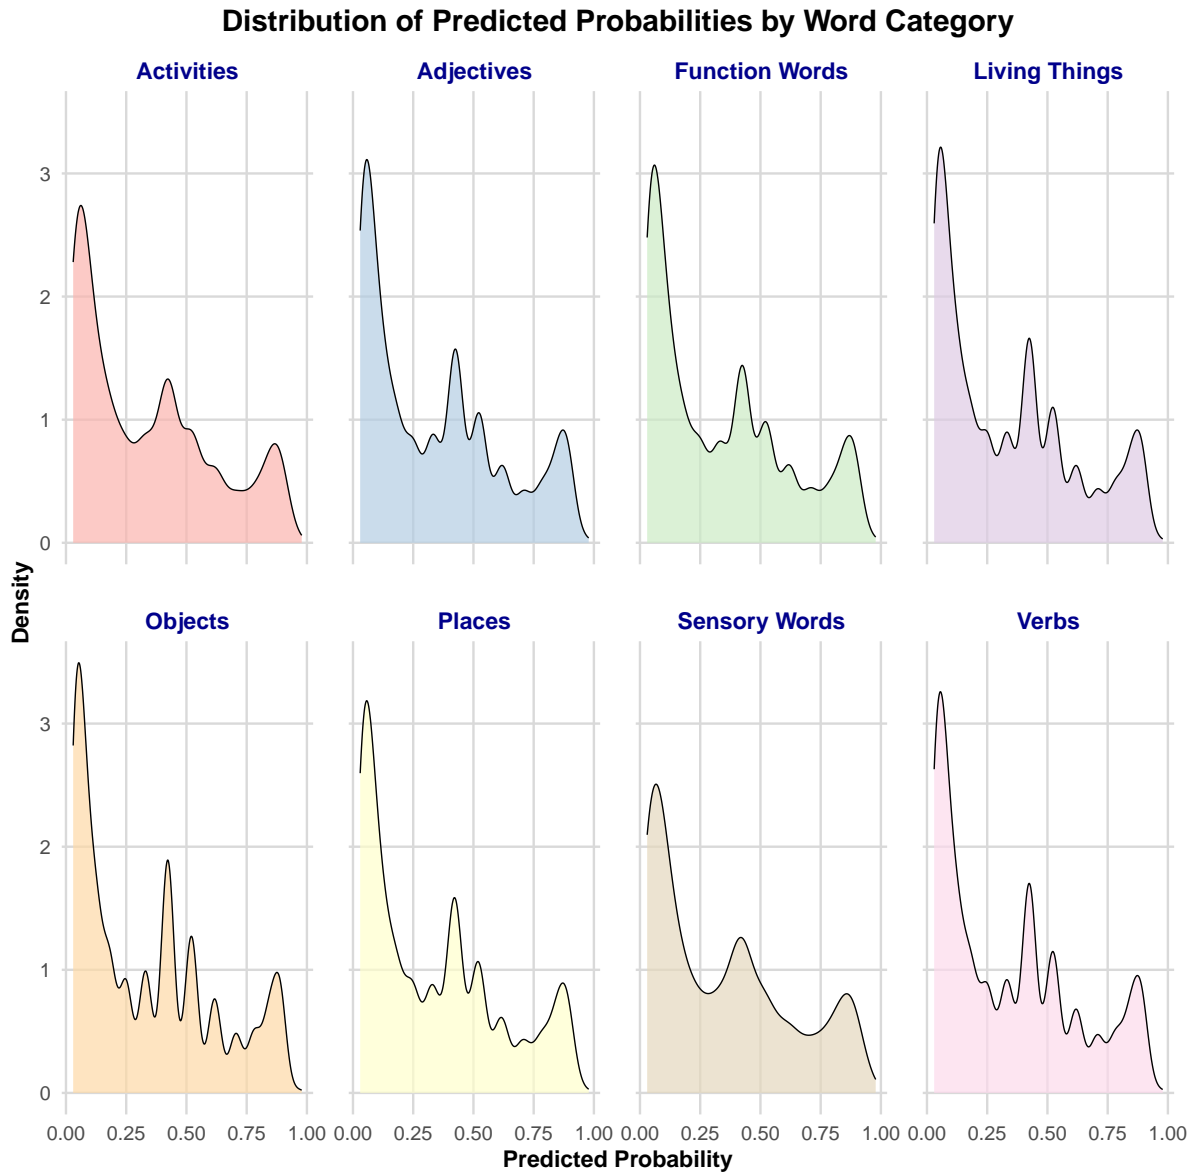 Distribution of Predicted Probabilities by Word Category
Activities Adjectives Function Words Living Things
3
2
1
0
Density
Objects Places Sensory Words Verbs
3
2
1
0
0.00 0.25 0.50 0.75 1.00 0.00 0.25 0.50 0.75 1.00 0.00 0.25 0.50 0.75 1.00 0.00 0.25 0.50 0.75 1.00
Predicted Probability